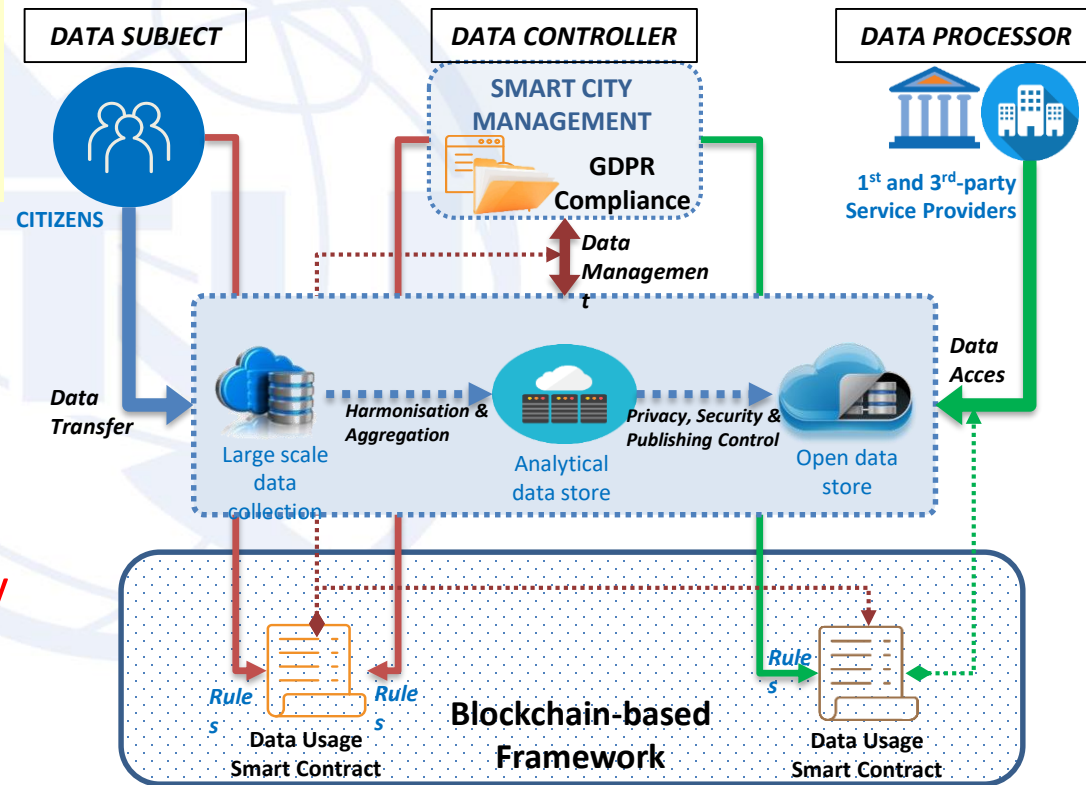 DATA SUBJECT
DATA CONTROLLER
DATA PROCESSOR
SMART CITY
MANAGEMENT
GDPR
Compliance
CITIZENS
1st and 3rd-party
Service Providers
Data
Managemen
t
Data
Transfer
Data
Acces
Harmonisation &
Aggregation
Privacy, Security &
Publishing Control
Large scale
data
collection
Analytical
data store
Open data
store
Rule
s
Rule
s
Rule
s
Data Usage
Smart Contract
Blockchain-based
Framework
Data Usage
Smart Contract